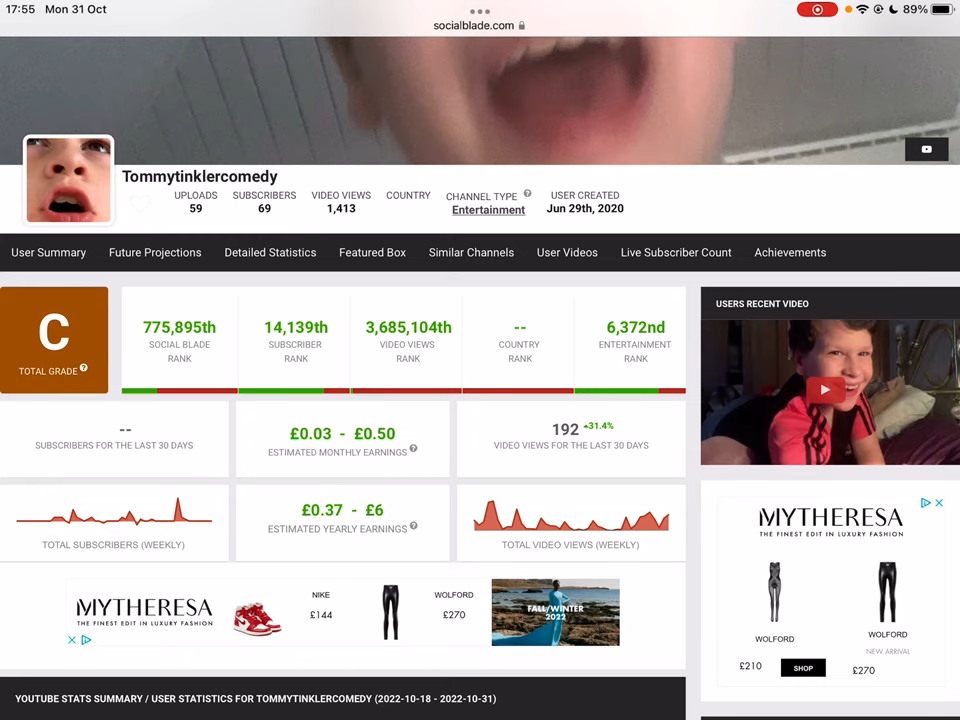 17:55 Mon 31 Oct
89%
socialblade.com
Tommytinklercomedy
UPLOADS SUBSCRIBERS VIDEO VIEWS COUNTRY CHANNEL TYPE ? USER CREATED
59 69 1,413 Entertainment Jun 29th, 2020
User Summary Future Projections Detailed Statistics Featured Box Similar Channels User Videos Live Subscriber Count Achievements
C
TOTAL GRADE ?
775,895th
SOCIAL BLADE
RANK
14,139th
SUBSCRIBER
RANK
3,685,104th
VIDEO VIEWS
RANK
--
COUNTRY
RANK
6,372nd
ENTERTAINMENT
RANK
USERS RECENT VIDEO
--
SUBSCRIBERS FOR THE LAST 30 DAYS
£0.03 - £0.50
ESTIMATED MONTHLY EARNINGS ?
192 31.4%
VIDEO VIEWS FOR THE LAST 30 DAYS
TOTAL SUBSCRIBERS (WEEKLY)
£0.37 - £6
ESTIMATED YEARLY EARNINGS ?
TOTAL VIDEO VIEWS (WEEKLY)
MYTHERESA
THE FINEST EDIT IN LUXURY FASHION
NIKE
£144
WOLFORD
£270
FALL/WINTER
2022
MYTHERESA
THE FINEST EDIT IN LUXURY FASHION
WOLFORD
£210
SHOP
WOLFORD
NEW ARRIVAL
£270
YOUTUBE STATS SUMMARY / USER STATISTICS FOR TOMMYTINKLERCOMEDY (2022-10-18 - 2022-10-31)